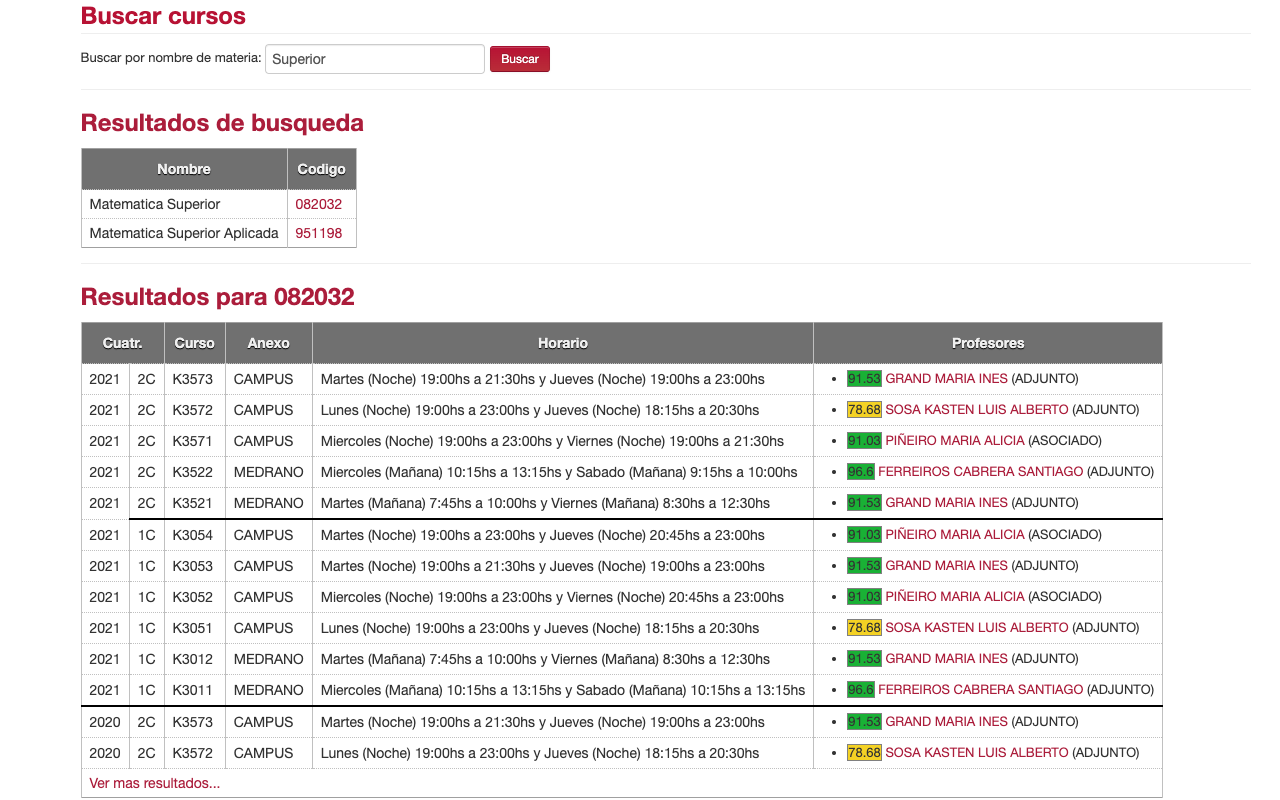 Buscar cursos
Buscar por nombre de materia: Superior Buscar
Resultados de busqueda
Nombre Codigo
Matematica Superior 082032
Matematica Superior Aplicada 951198
Resultados para 082032
Cuatr. Curso Anexo Horario Profesores
2021 2C K3573 CAMPUS Martes (Noche) 19:00hs a 21:30hs y Jueves (Noche) 19:00hs a 23:00hs • 91.53 GRAND MARIA INES (ADJUNTO)
2021 2C K3572 CAMPUS Lunes (Noche) 19:00hs a 23:00hs y Jueves (Noche) 18:15hs a 20:30hs • 78.68 SOSA KASTEN LUIS ALBERTO (ADJUNTO)
2021 2C K3571 CAMPUS Miercoles (Noche) 19:00hs a 23:00hs y Viernes (Noche) 19:00hs a 21:30hs • 91.03 PIÑEIRO MARIA ALICIA (ASOCIADO)
2021 2C K3522 MEDRANO Miercoles (Mañana) 10:15hs a 13:15hs y Sabado (Mañana) 9:15hs a 10:00hs • 96.6 FERREIROS CABRERA SANTIAGO (ADJUNTO)
2021 2C K3521 MEDRANO Martes (Mañana) 7:45hs a 10:00hs y Viernes (Mañana) 8:30hs a 12:30hs • 91.53 GRAND MARIA INES (ADJUNTO)
2021 1C K3054 CAMPUS Martes (Noche) 19:00hs a 23:00hs y Jueves (Noche) 20:45hs a 23:00hs • 91.03 PIÑEIRO MARIA ALICIA (ASOCIADO)
2021 1C K3053 CAMPUS Martes (Noche) 19:00hs a 21:30hs y Jueves (Noche) 19:00hs a 23:00hs • 91.53 GRAND MARIA INES (ADJUNTO)
2021 1C K3052 CAMPUS Miercoles (Noche) 19:00hs a 23:00hs y Viernes (Noche) 20:45hs a 23:00hs • 91.03 PIÑEIRO MARIA ALICIA (ASOCIADO)
2021 1C K3051 CAMPUS Lunes (Noche) 19:00hs a 23:00hs y Jueves (Noche) 18:15hs a 20:30hs • 78.68 SOSA KASTEN LUIS ALBERTO (ADJUNTO)
2021 1C K3012 MEDRANO Martes (Mañana) 7:45hs a 10:00hs y Viernes (Mañana) 8:30hs a 12:30hs • 91.53 GRAND MARIA INES (ADJUNTO)
2021 1C K3011 MEDRANO Miercoles (Mañana) 10:15hs a 13:15hs y Sabado (Mañana) 10:15hs a 13:15hs • 96.6 FERREIROS CABRERA SANTIAGO (ADJUNTO)
2020 2C K3573 CAMPUS Martes (Noche) 19:00hs a 21:30hs y Jueves (Noche) 19:00hs a 23:00hs • 91.53 GRAND MARIA INES (ADJUNTO)
2020 2C K3572 CAMPUS Lunes (Noche) 19:00hs a 23:00hs y Jueves (Noche) 18:15hs a 20:30hs • 78.68 SOSA KASTEN LUIS ALBERTO (ADJUNTO)
Ver mas resultados...